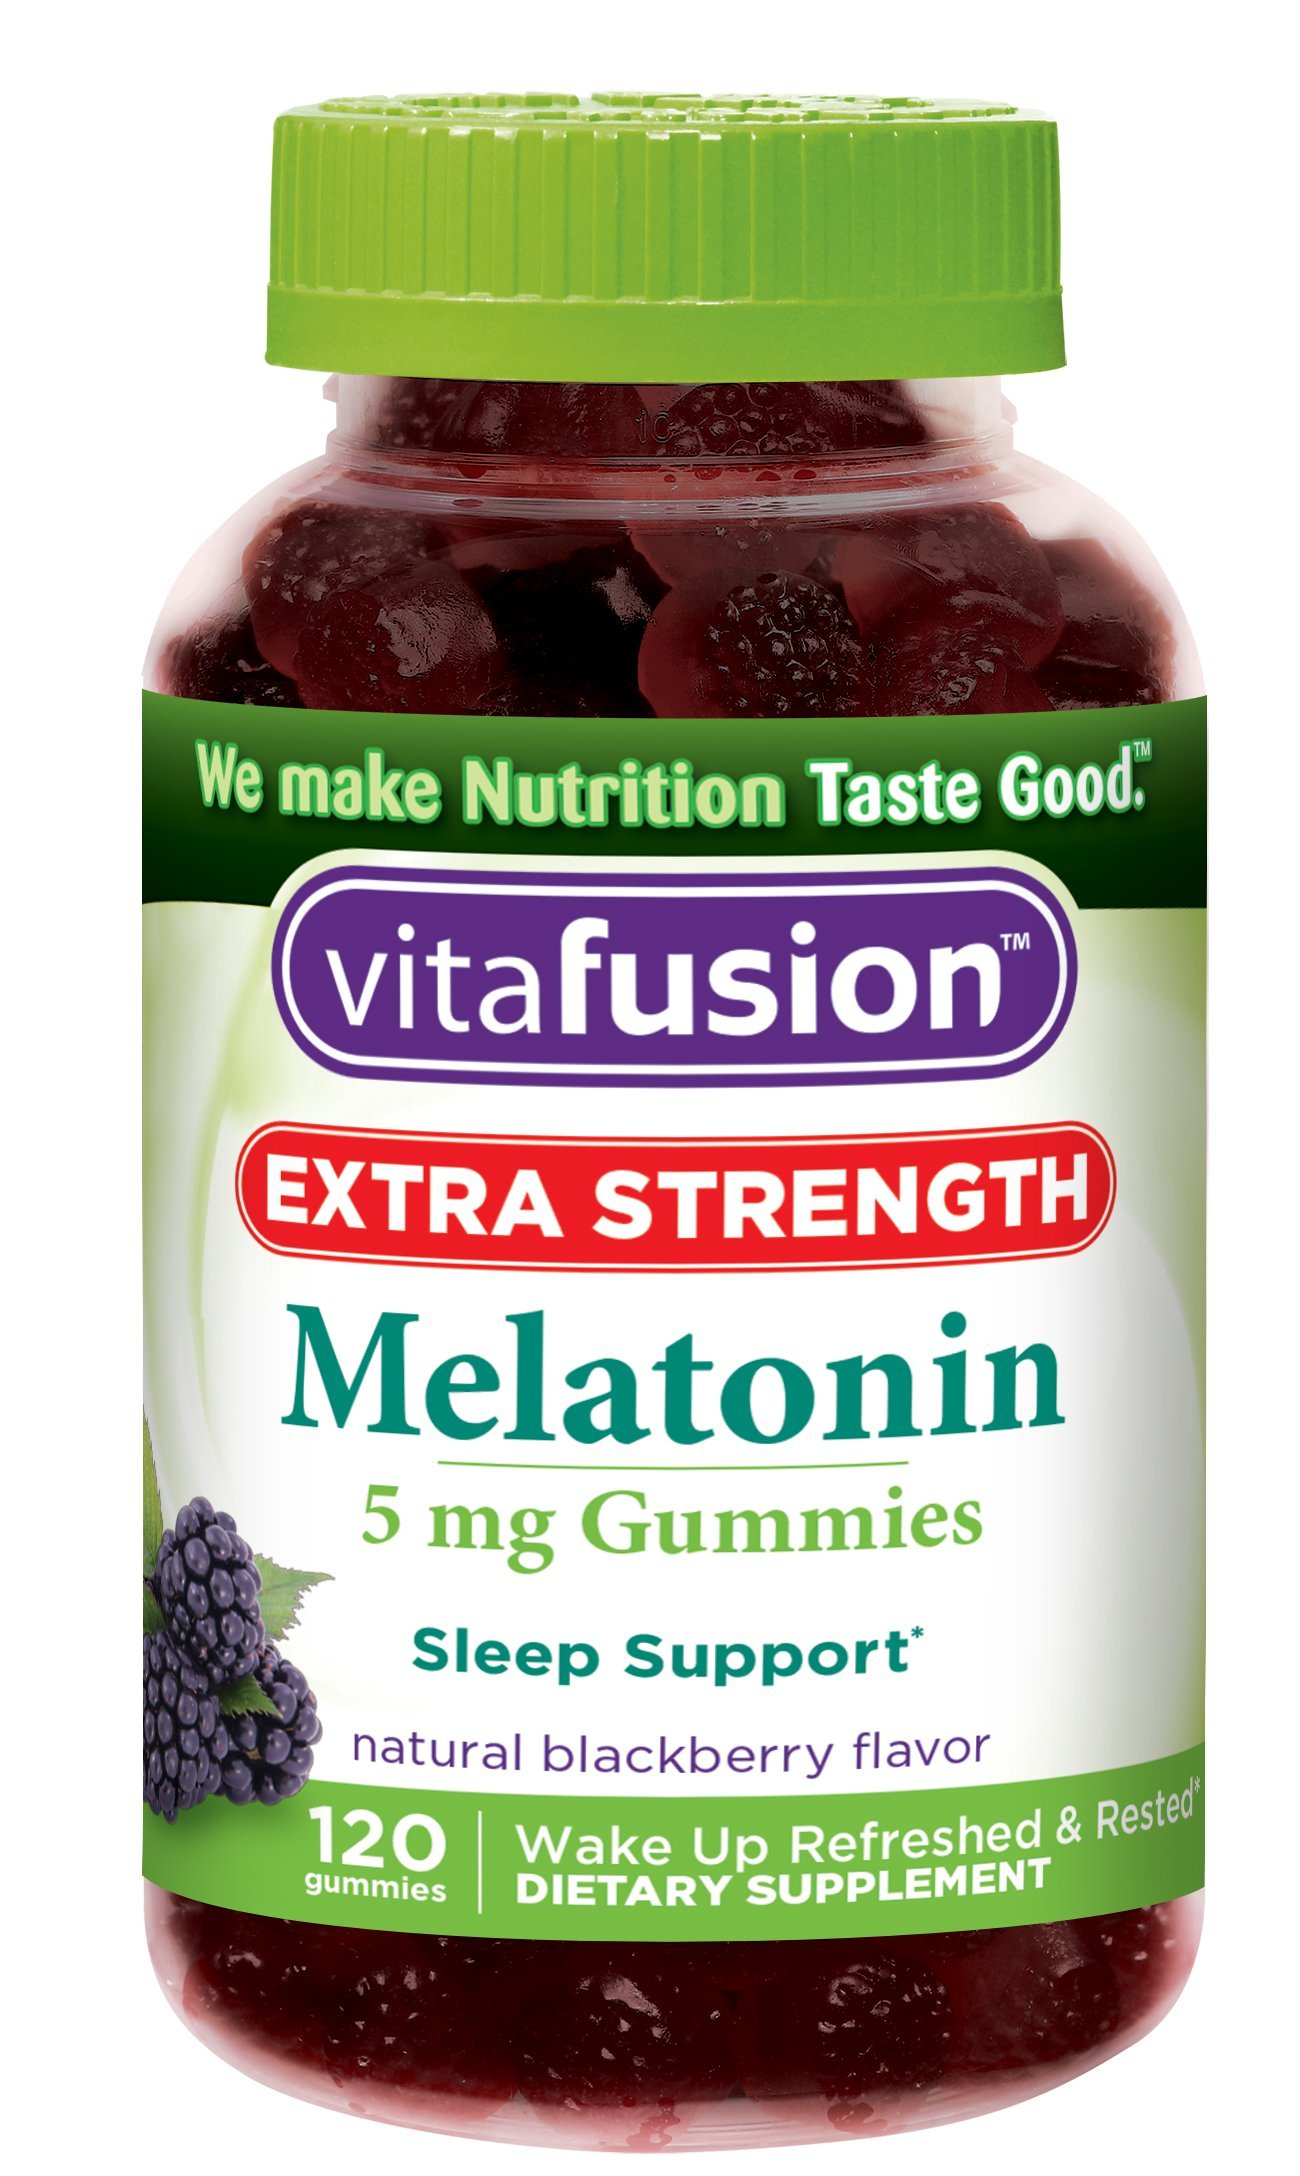 We make Nutrition Taste Good.™
vitafusion™
EXTRA STRENGTH
Melatonin
5 mg Gummies
Sleep Support*
natural blackberry flavor
120
gummies
Wake Up Refreshed & Rested*
DIETARY SUPPLEMENT